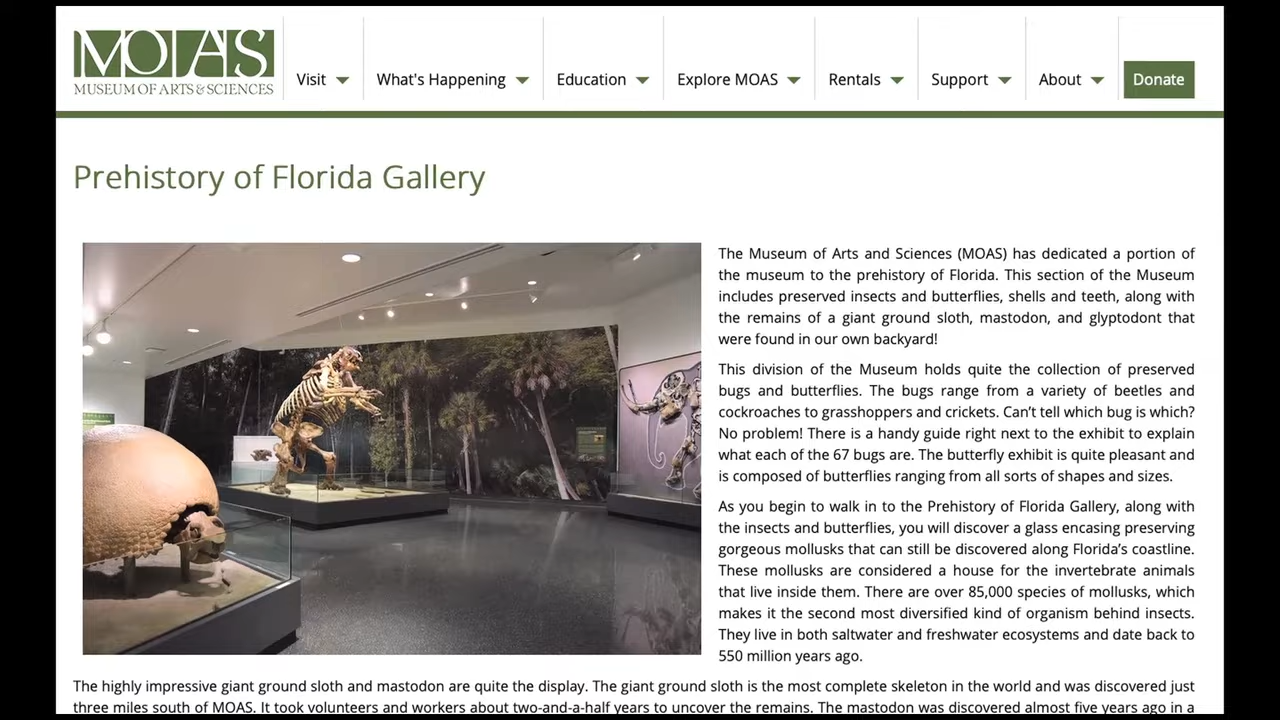 MOAS
MUSEUM OF ARTS & SCIENCES
Visit
What's Happening
Education
Explore MOAS
Rentals
Support
About
Donate
Prehistory of Florida Gallery
The Museum of Arts and Sciences (MOAS) has dedicated a portion of
the museum to the prehistory of Florida. This section of the Museum
includes preserved insects and butterflies, shells and teeth, along with
the remains of a giant ground sloth, mastodon, and glyptodont that
were found in our own backyard!
This division of the Museum holds quite the collection of preserved
bugs and butterflies. The bugs range from a variety of beetles and
cockroaches to grasshoppers and crickets. Can’t tell which bug is which?
No problem! There is a handy guide right next to the exhibit to explain
what each of the 67 bugs are. The butterfly exhibit is quite pleasant and
is composed of butterflies ranging from all sorts of shapes and sizes.
As you begin to walk in to the Prehistory of Florida Gallery, along with
the insects and butterflies, you will discover a glass encasing preserving
gorgeous mollusks that can still be discovered along Florida’s coastline.
These mollusks are considered a house for the invertebrate animals
that live inside them. There are over 85,000 species of mollusks, which
makes it the second most diversified kind of organism behind insects.
They live in both saltwater and freshwater ecosystems and date back to
550 million years ago.
The highly impressive giant ground sloth and mastodon are quite the display. The giant ground sloth is the most complete skeleton in the world and was discovered just
three miles south of MOAS. It took volunteers and workers about two-and-a-half years to uncover the remains. The mastodon was discovered almost five years ago in a